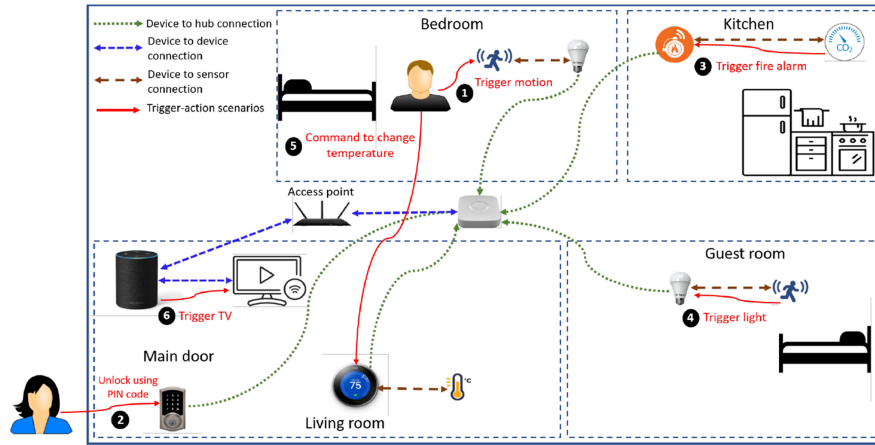 Device to hub connection
Device to device
connection
Device to sensor
connection
Trigger-action scenarios
Bedroom
1
Trigger motion
5
Command to change
temperature
Kitchen
CO2
3
Trigger fire alarm
Access point
6
Trigger TV
Main door
Unlock using
PIN code
2
75
°C
Living room
Guest room
4
Trigger light